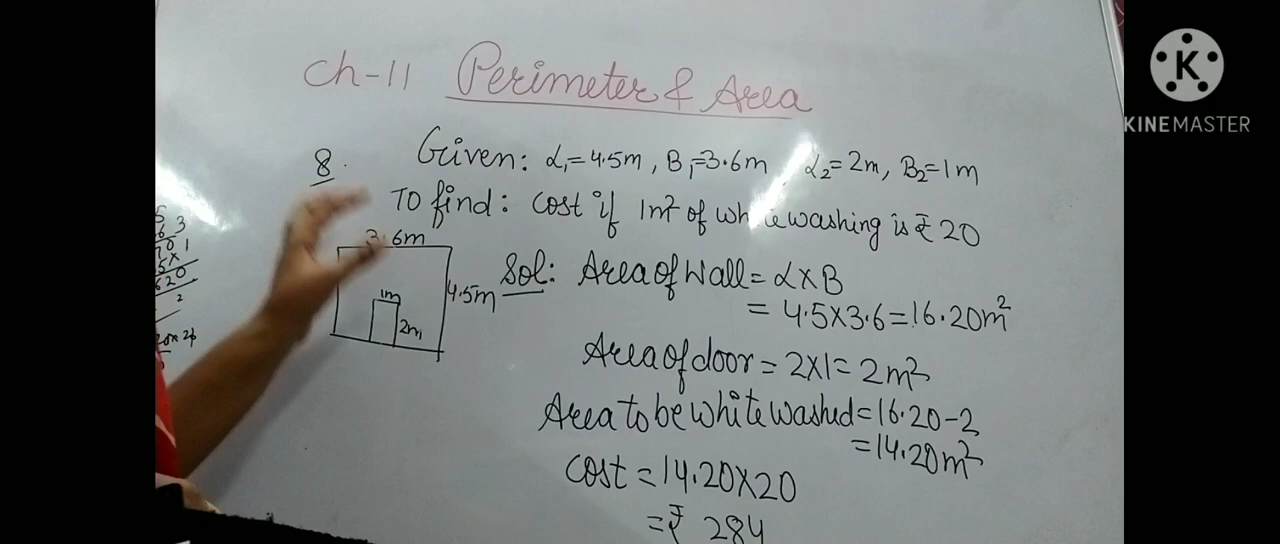 Ch-11 Perimeter & Area
K
KINEMASTER
8. Given: L₁=4.5m, B₁=3.6m, L₂=2m, B₂=1m
To find: Cost if 1m² of white washing is ₹ 20
3.6m
4.5m
1m
2m
Sol: Area of wall = L×B
= 4.5×3.6=16.20m²
Area of door = 2×1= 2m²
Area to be white washed=16.20-2
=14.20m²
Cost =14.20×20
=₹ 284